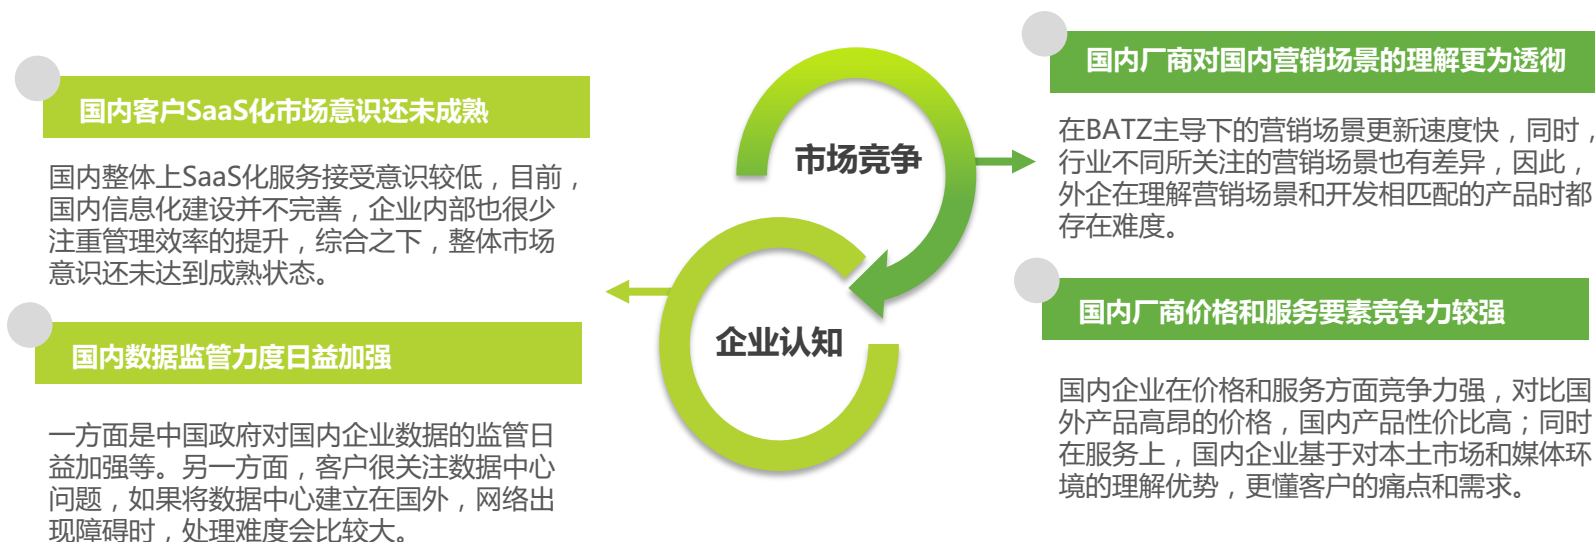 国内客户SaaS化市场意识还未成熟
国内整体上SaaS化服务接受意识较低，目前，
国内信息化建设并不完善，企业内部也很少
注重管理效率的提升，综合之下，整体市场
意识还未达到成熟状态。
国内数据监管力度日益加强
一方面是中国政府对国内企业数据的监管日
益加强等。另一方面，客户很关注数据中心
问题，如果将数据中心建立在国外，网络出
现障碍时，处理难度会比较大。
市场竞争
企业认知
国内厂商对国内营销场景的理解更为透彻
在BATZ主导下的营销场景更新速度快，同时，
行业不同所关注的营销场景也有差异，因此，
外企在理解营销场景和开发相匹配的产品时都
存在难度。
国内厂商价格和服务要素竞争力较强
国内企业在价格和服务方面竞争力强，对比国
外产品高昂的价格，国内产品性价比高；同时
在服务上，国内企业基于对本土市场和媒体环
境的理解优势，更懂客户的痛点和需求。